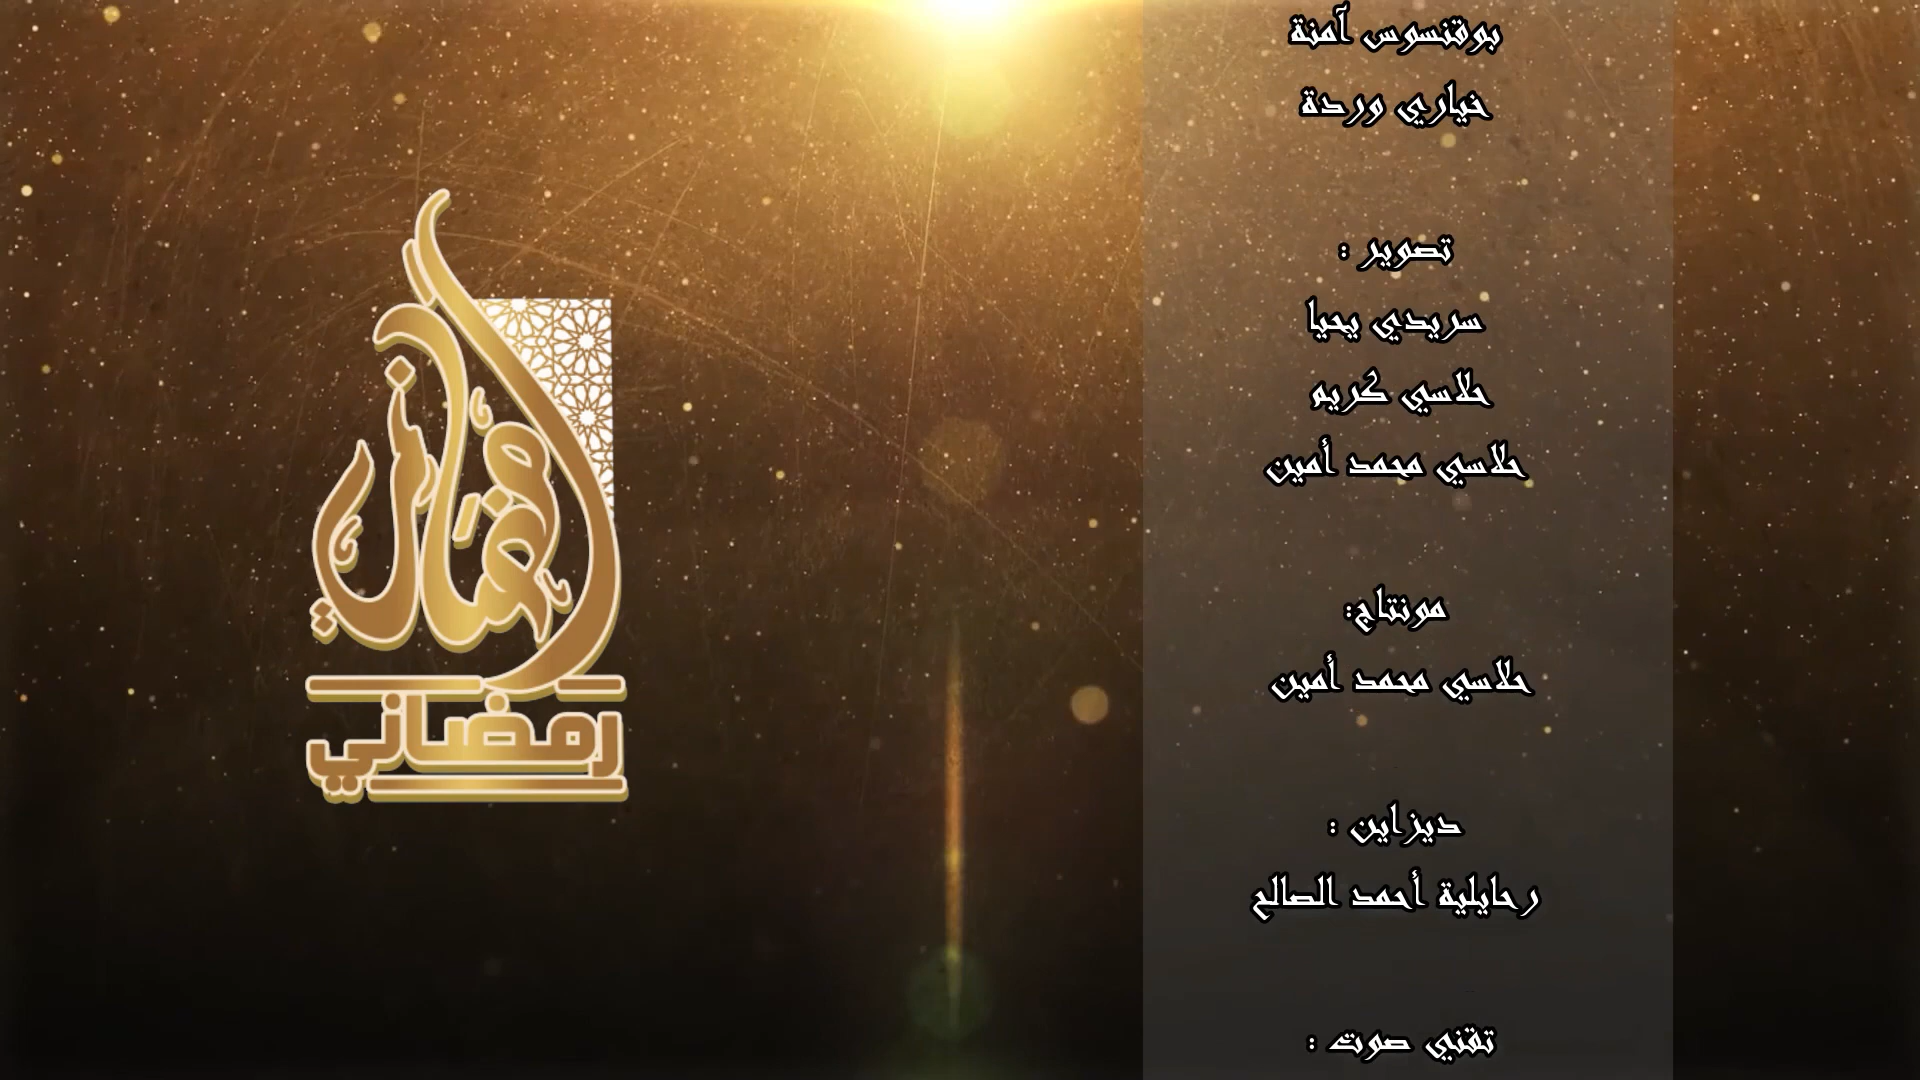 بوقنسوس آمنة
خياري وردة
تصوير :
سريدي يحيا
حلاسي كريم
حلاسي محمد أمين
مونتاج:
حلاسي محمد أمين
ديزاين :
رحايلية أحمد الصالح
تقني صوت :
رمضاني